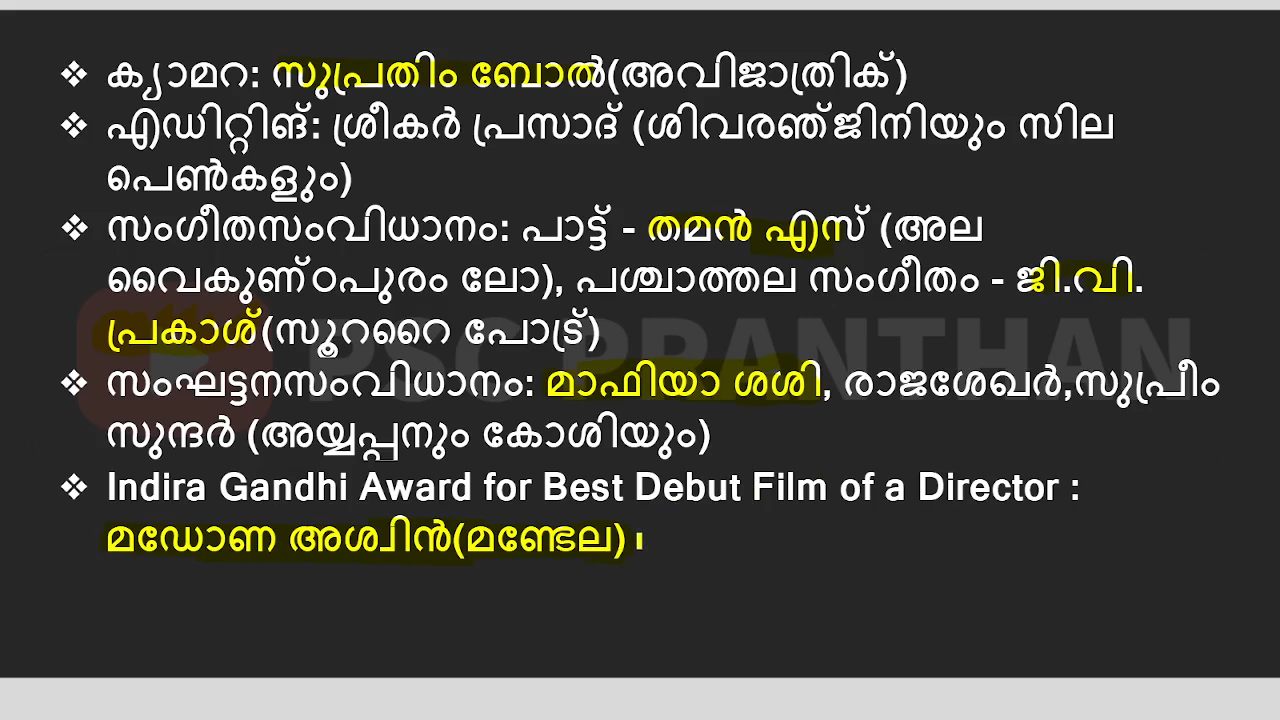 ❖ ക്യാമറ: സുപ്രതിം ബോൽ(അവിജാത്രിക്)
❖ എഡിറ്റിങ്: ശ്രീകർ പ്രസാദ് (ശിവരഞ്ജിനിയും സില
പെൺകളും)
❖ സംഗീതസംവിധാനം: പാട്ട് - തമൻ എസ് (അല
വൈകുണ്ഠപുരം ലോ), പശ്ചാത്തല സംഗീതം - ജി.വി.
പ്രകാശ്(സൂററൈ പോട്ര്)
PSC PRANTHAN
❖ സംഘട്ടനസംവിധാനം: മാഫിയാ ശശി, രാജശേഖർ,സുപ്രീം
സുന്ദർ (അയ്യപ്പനും കോശിയും)
❖ Indira Gandhi Award for Best Debut Film of a Director :
മഡോണ അശ്വിൻ(മണ്ടേല)